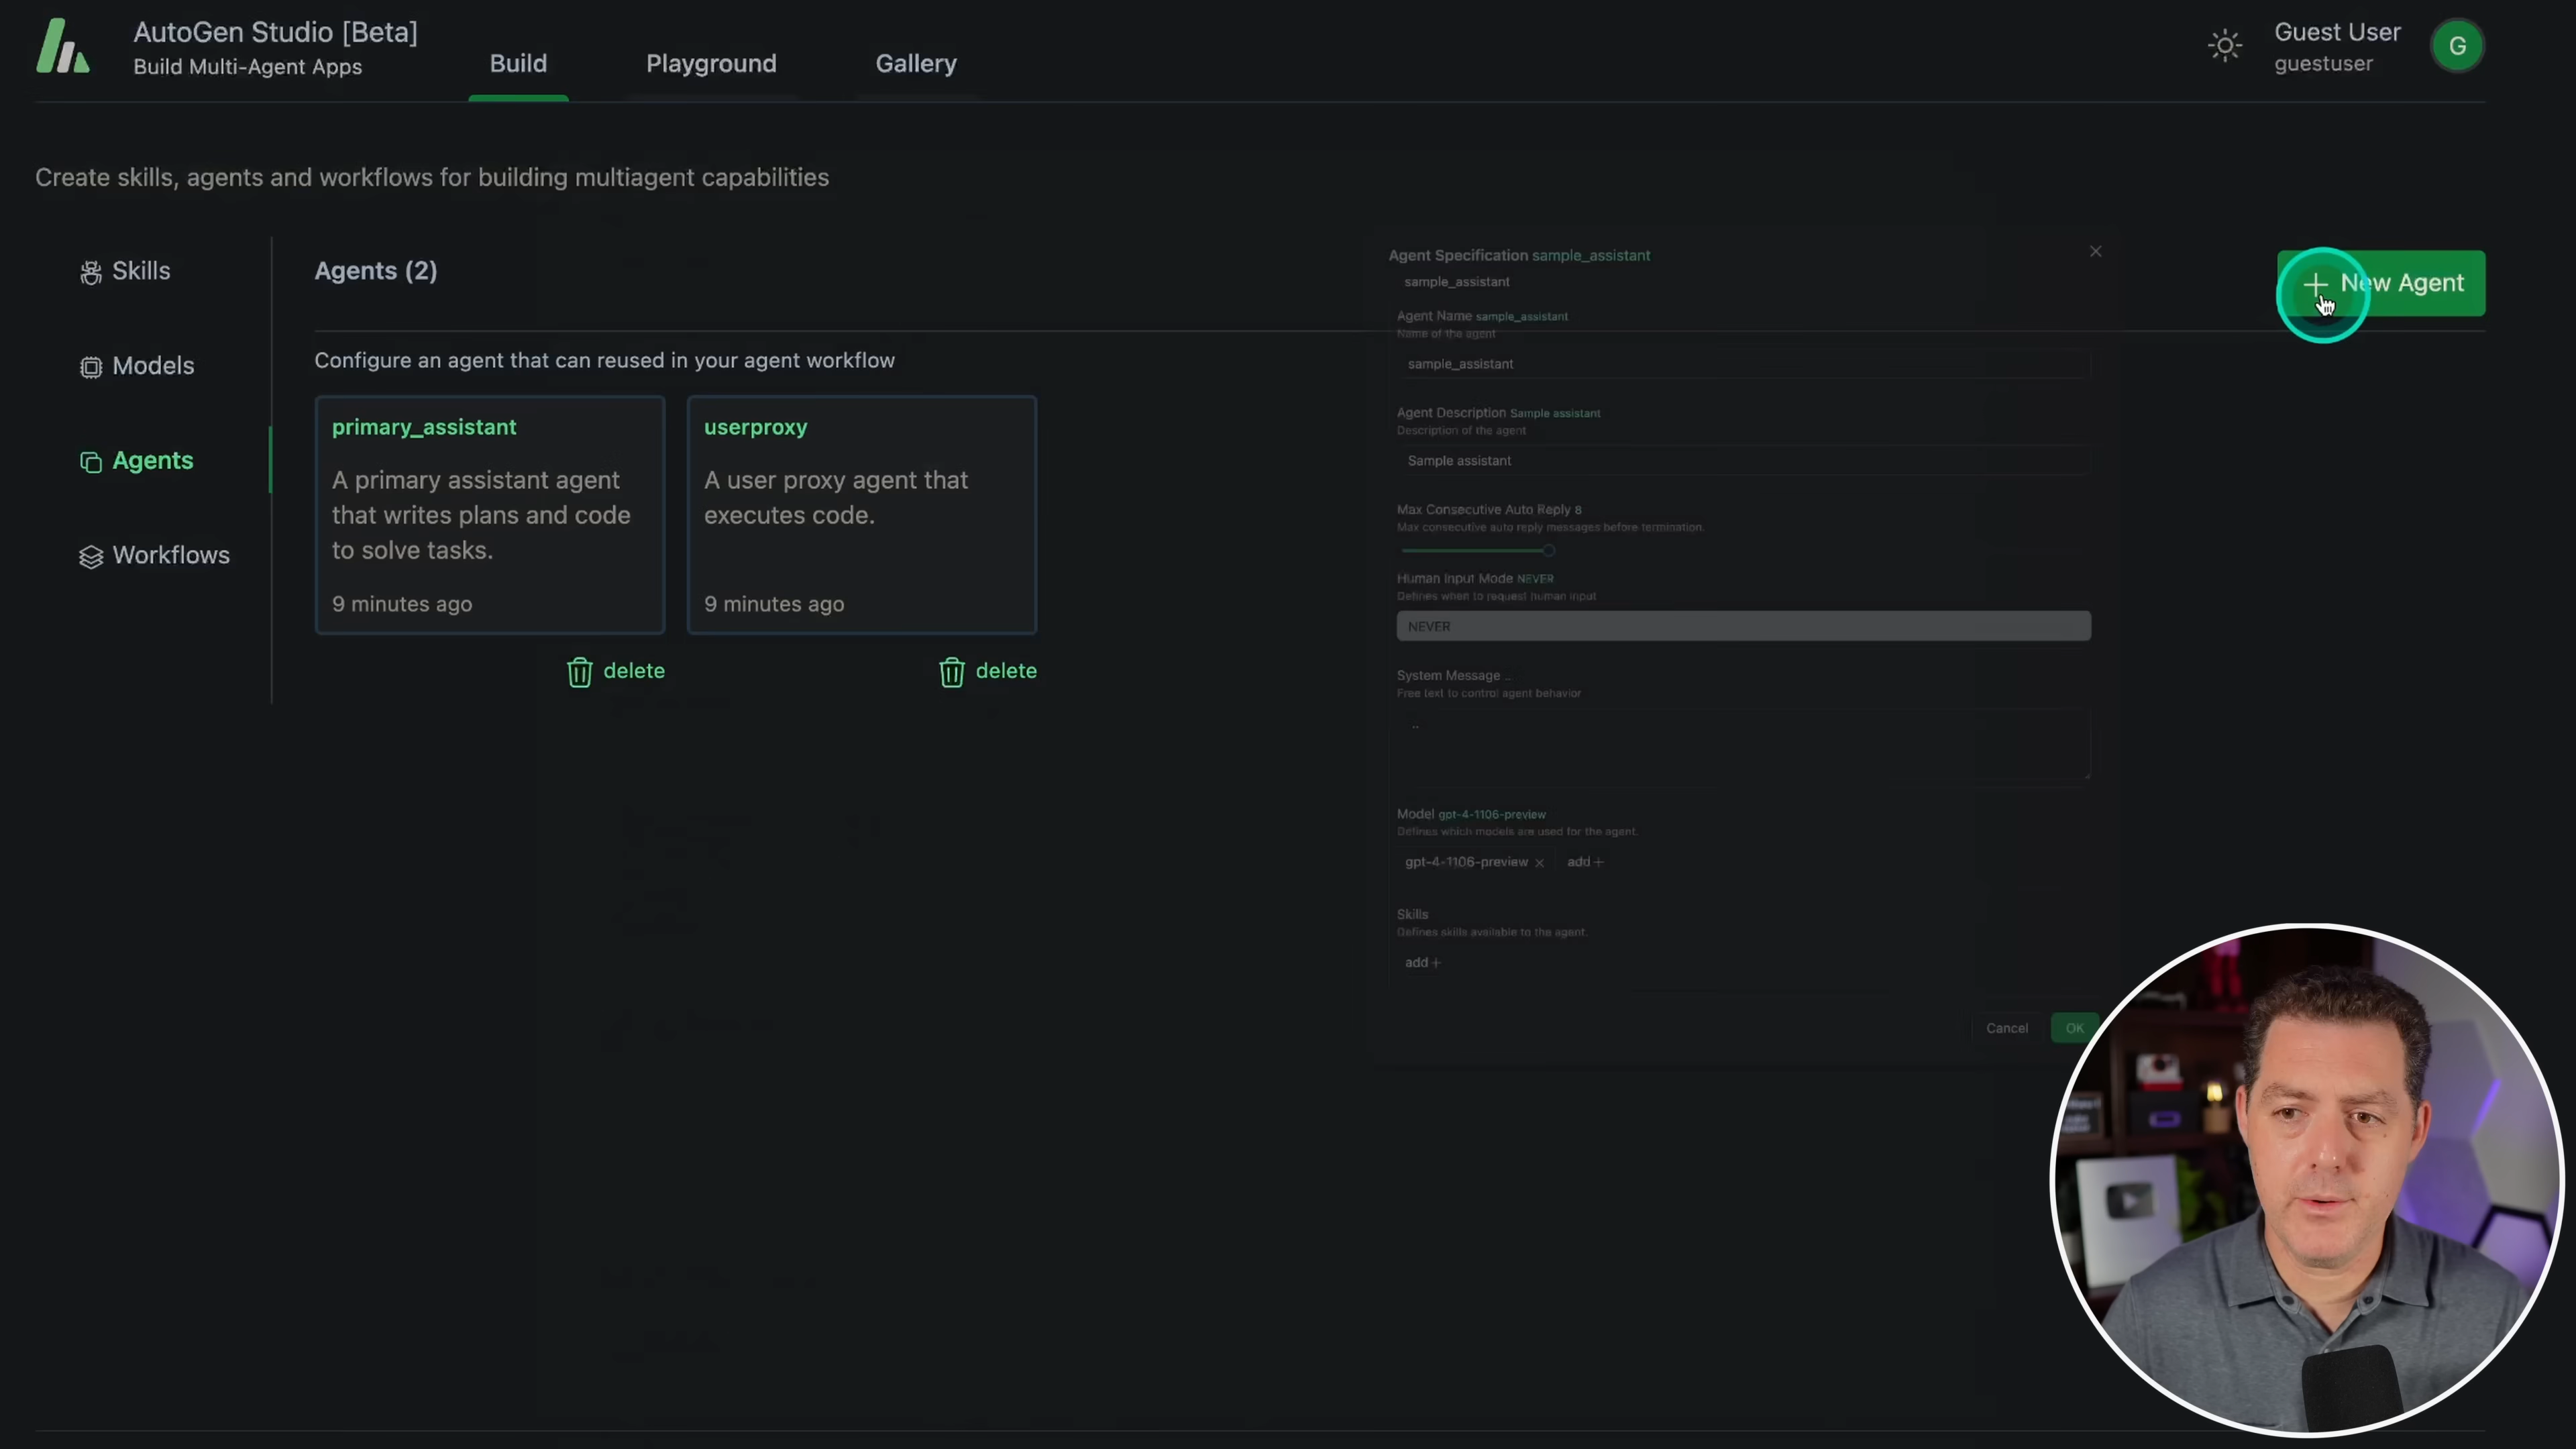 AutoGen Studio [Beta]
Build Multi-Agent Apps
Build
Playground
Gallery
Guest User
guestuser
G
Create skills, agents and workflows for building multiagent capabilities
Skills
Models
Agents
Workflows
Agents (2)
New Agent
Configure an agent that can reused in your agent workflow
primary_assistant
A primary assistant agent
that writes plans and code
to solve tasks.
9 minutes ago
delete
userproxy
A user proxy agent that
executes code.
9 minutes ago
delete
Agent Specification sample_assistant
sample_assistant
Agent Name sample_assistant
Name of the agent
sample_assistant
Agent Description Sample assistant
Description of the agent
Sample assistant
Max Consecutive Auto Reply 8
Max consecutive auto reply messages before termination.
Human Input Mode NEVER
Defines when to request human input
NEVER
System Message ..
Free text to control agent behavior
..
Model gpt-4-1106-preview
Defines which models are used for the agent.
gpt-4-1106-preview × add +
Skills
Defines skills available to the agent.
add +
Cancel
OK